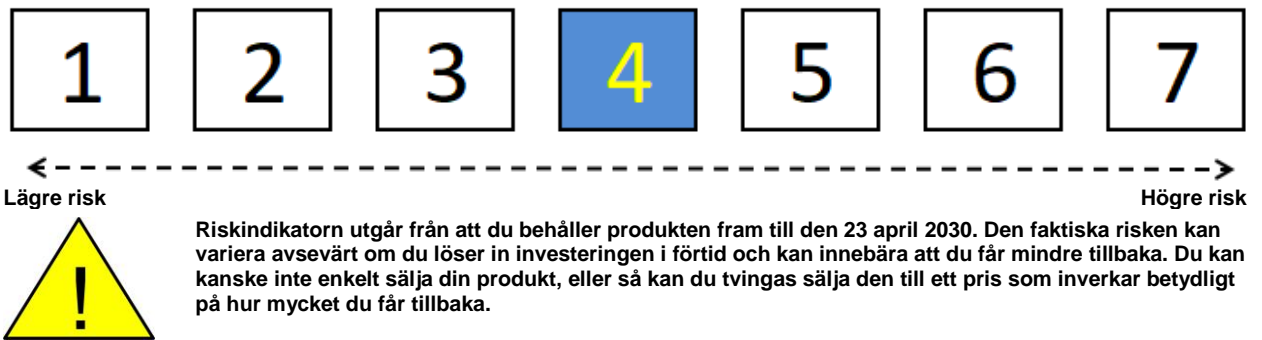 1 2 3 4 5 6 7
Lägre risk Högre risk
Riskindikatorn utgår från att du behåller produkten fram till den 23 april 2030. Den faktiska risken kan
variera avsevärt om du löser in investeringen i förtid och kan innebära att du får mindre tillbaka. Du kan
kanske inte enkelt sälja din produkt, eller så kan du tvingas sälja den till ett pris som inverkar betydligt
på hur mycket du får tillbaka.
!